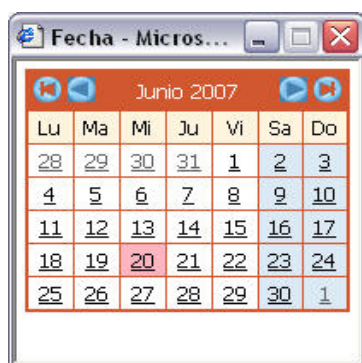 Fecha - Micros...
Junio 2007
Lu Ma Mi Ju Vi Sa Do
28 29 30 31 1 2 3
4 5 6 7 8 9 10
11 12 13 14 15 16 17
18 19 20 21 22 23 24
25 26 27 28 29 30 1